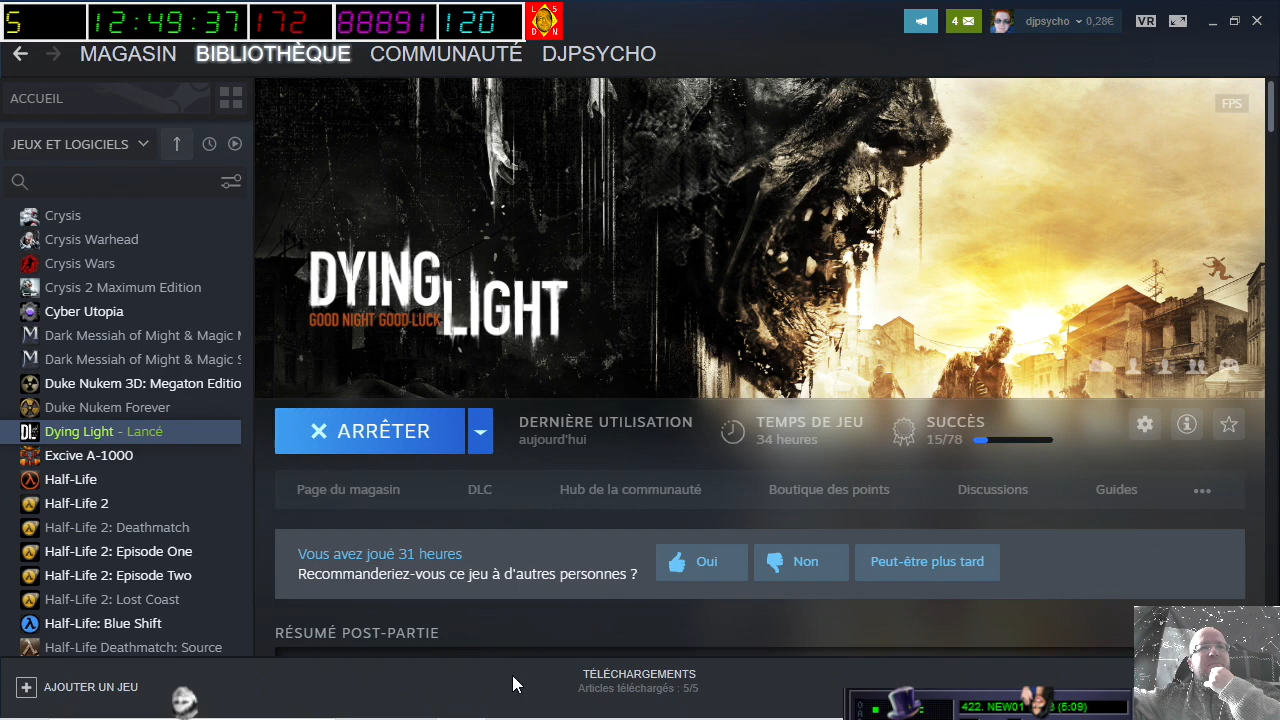 5 12:49:37 172 88891 120 L S D N
djpsycho 0,28€ VR
4
MAGASIN BIBLIOTHÈQUE COMMUNAUTÉ DJPSYCHO
ACCUEIL
FPS
JEUX ET LOGICIELS
Crysis
Crysis Warhead
Crysis Wars
Crysis 2 Maximum Edition
Cyber Utopia
Dark Messiah of Might & Magic M
Dark Messiah of Might & Magic S
Duke Nukem 3D: Megaton Editio
Duke Nukem Forever
Dying Light - Lancé
Excive A-1000
Half-Life
Half-Life 2
Half-Life 2: Deathmatch
Half-Life 2: Episode One
Half-Life 2: Episode Two
Half-Life 2: Lost Coast
Half-Life: Blue Shift
Half-Life Deathmatch: Source
AJOUTER UN JEU
DYING LIGHT
GOOD NIGHT GOOD LUCK
ARRÊTER
DERNIÈRE UTILISATION
aujourd'hui
TEMPS DE JEU
34 heures
SUCCÈS
15/78
Page du magasin DLC Hub de la communauté Boutique des points Discussions Guides
Vous avez joué 31 heures
Recommanderiez-vous ce jeu à d'autres personnes ?
Oui Non Peut-être plus tard
RÉSUMÉ POST-PARTIE
TÉLÉCHARGEMENTS
Articles téléchargés : 5/5